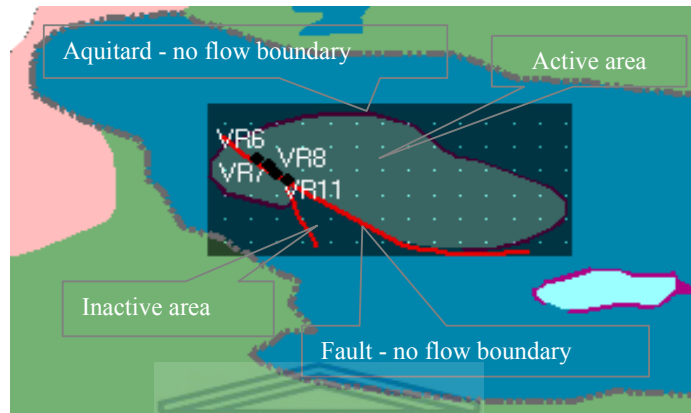 Aquitard - no flow boundary
Active area
VR6
VR8
VR7
VR11
Inactive area
Fault - no flow boundary